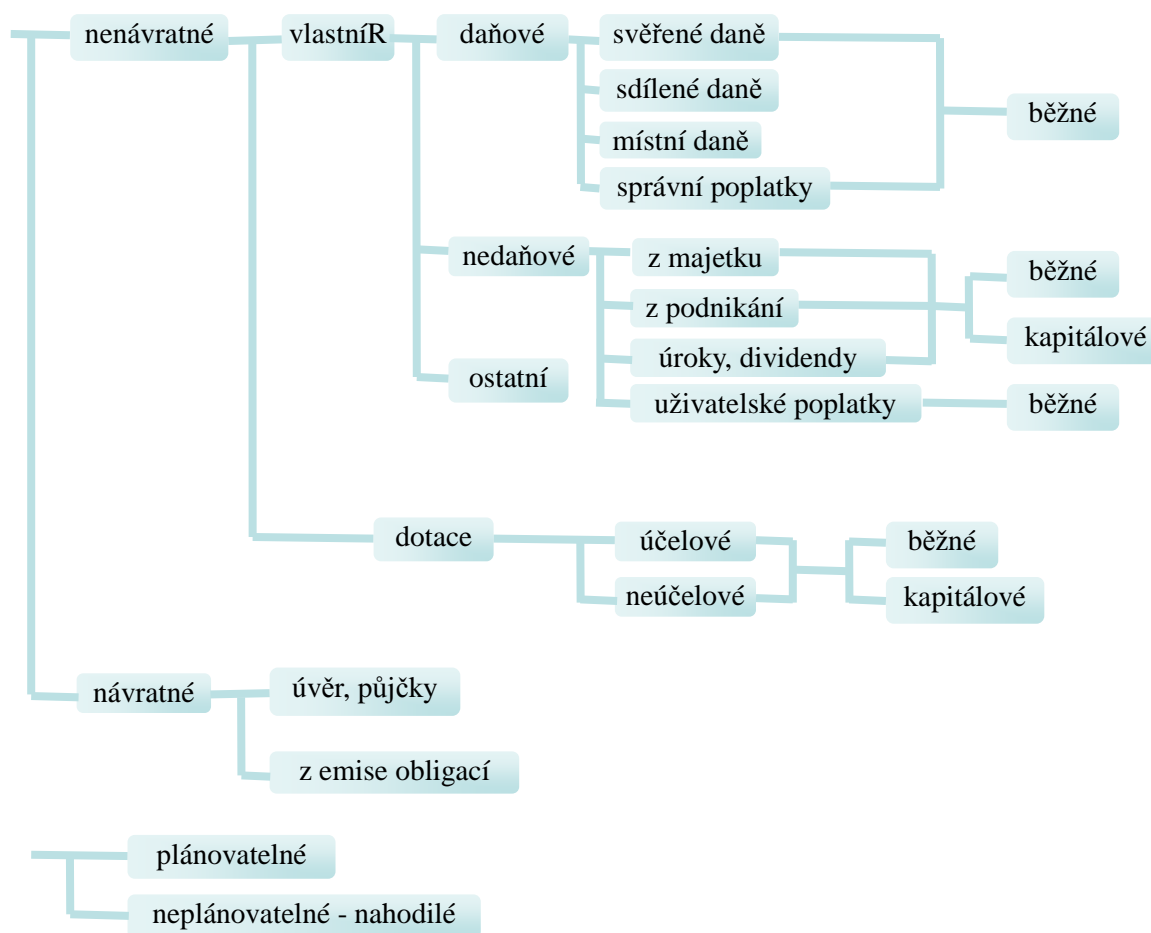 nenávratné
vlastníR
daňové
svěřené daně
sdílené daně
místní daně
správní poplatky
běžné
nedaňové
z majetku
z podnikání
úroky, dividendy
uživatelské poplatky
běžné
kapitálové
běžné
ostatní
dotace
účelové
neúčelové
běžné
kapitálové
návratné
úvěr, půjčky
z emise obligací
plánovatelné
neplánovatelné - nahodilé